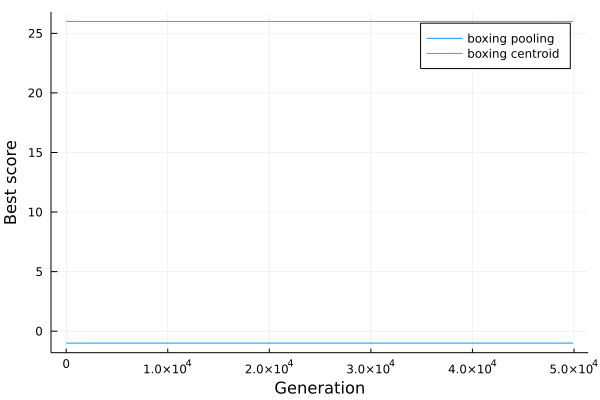 Best score
25
20
15
10
5
0
boxing pooling
boxing centroid
0 1.0×10⁴ 2.0×10⁴ 3.0×10⁴ 4.0×10⁴ 5.0×10⁴
Generation